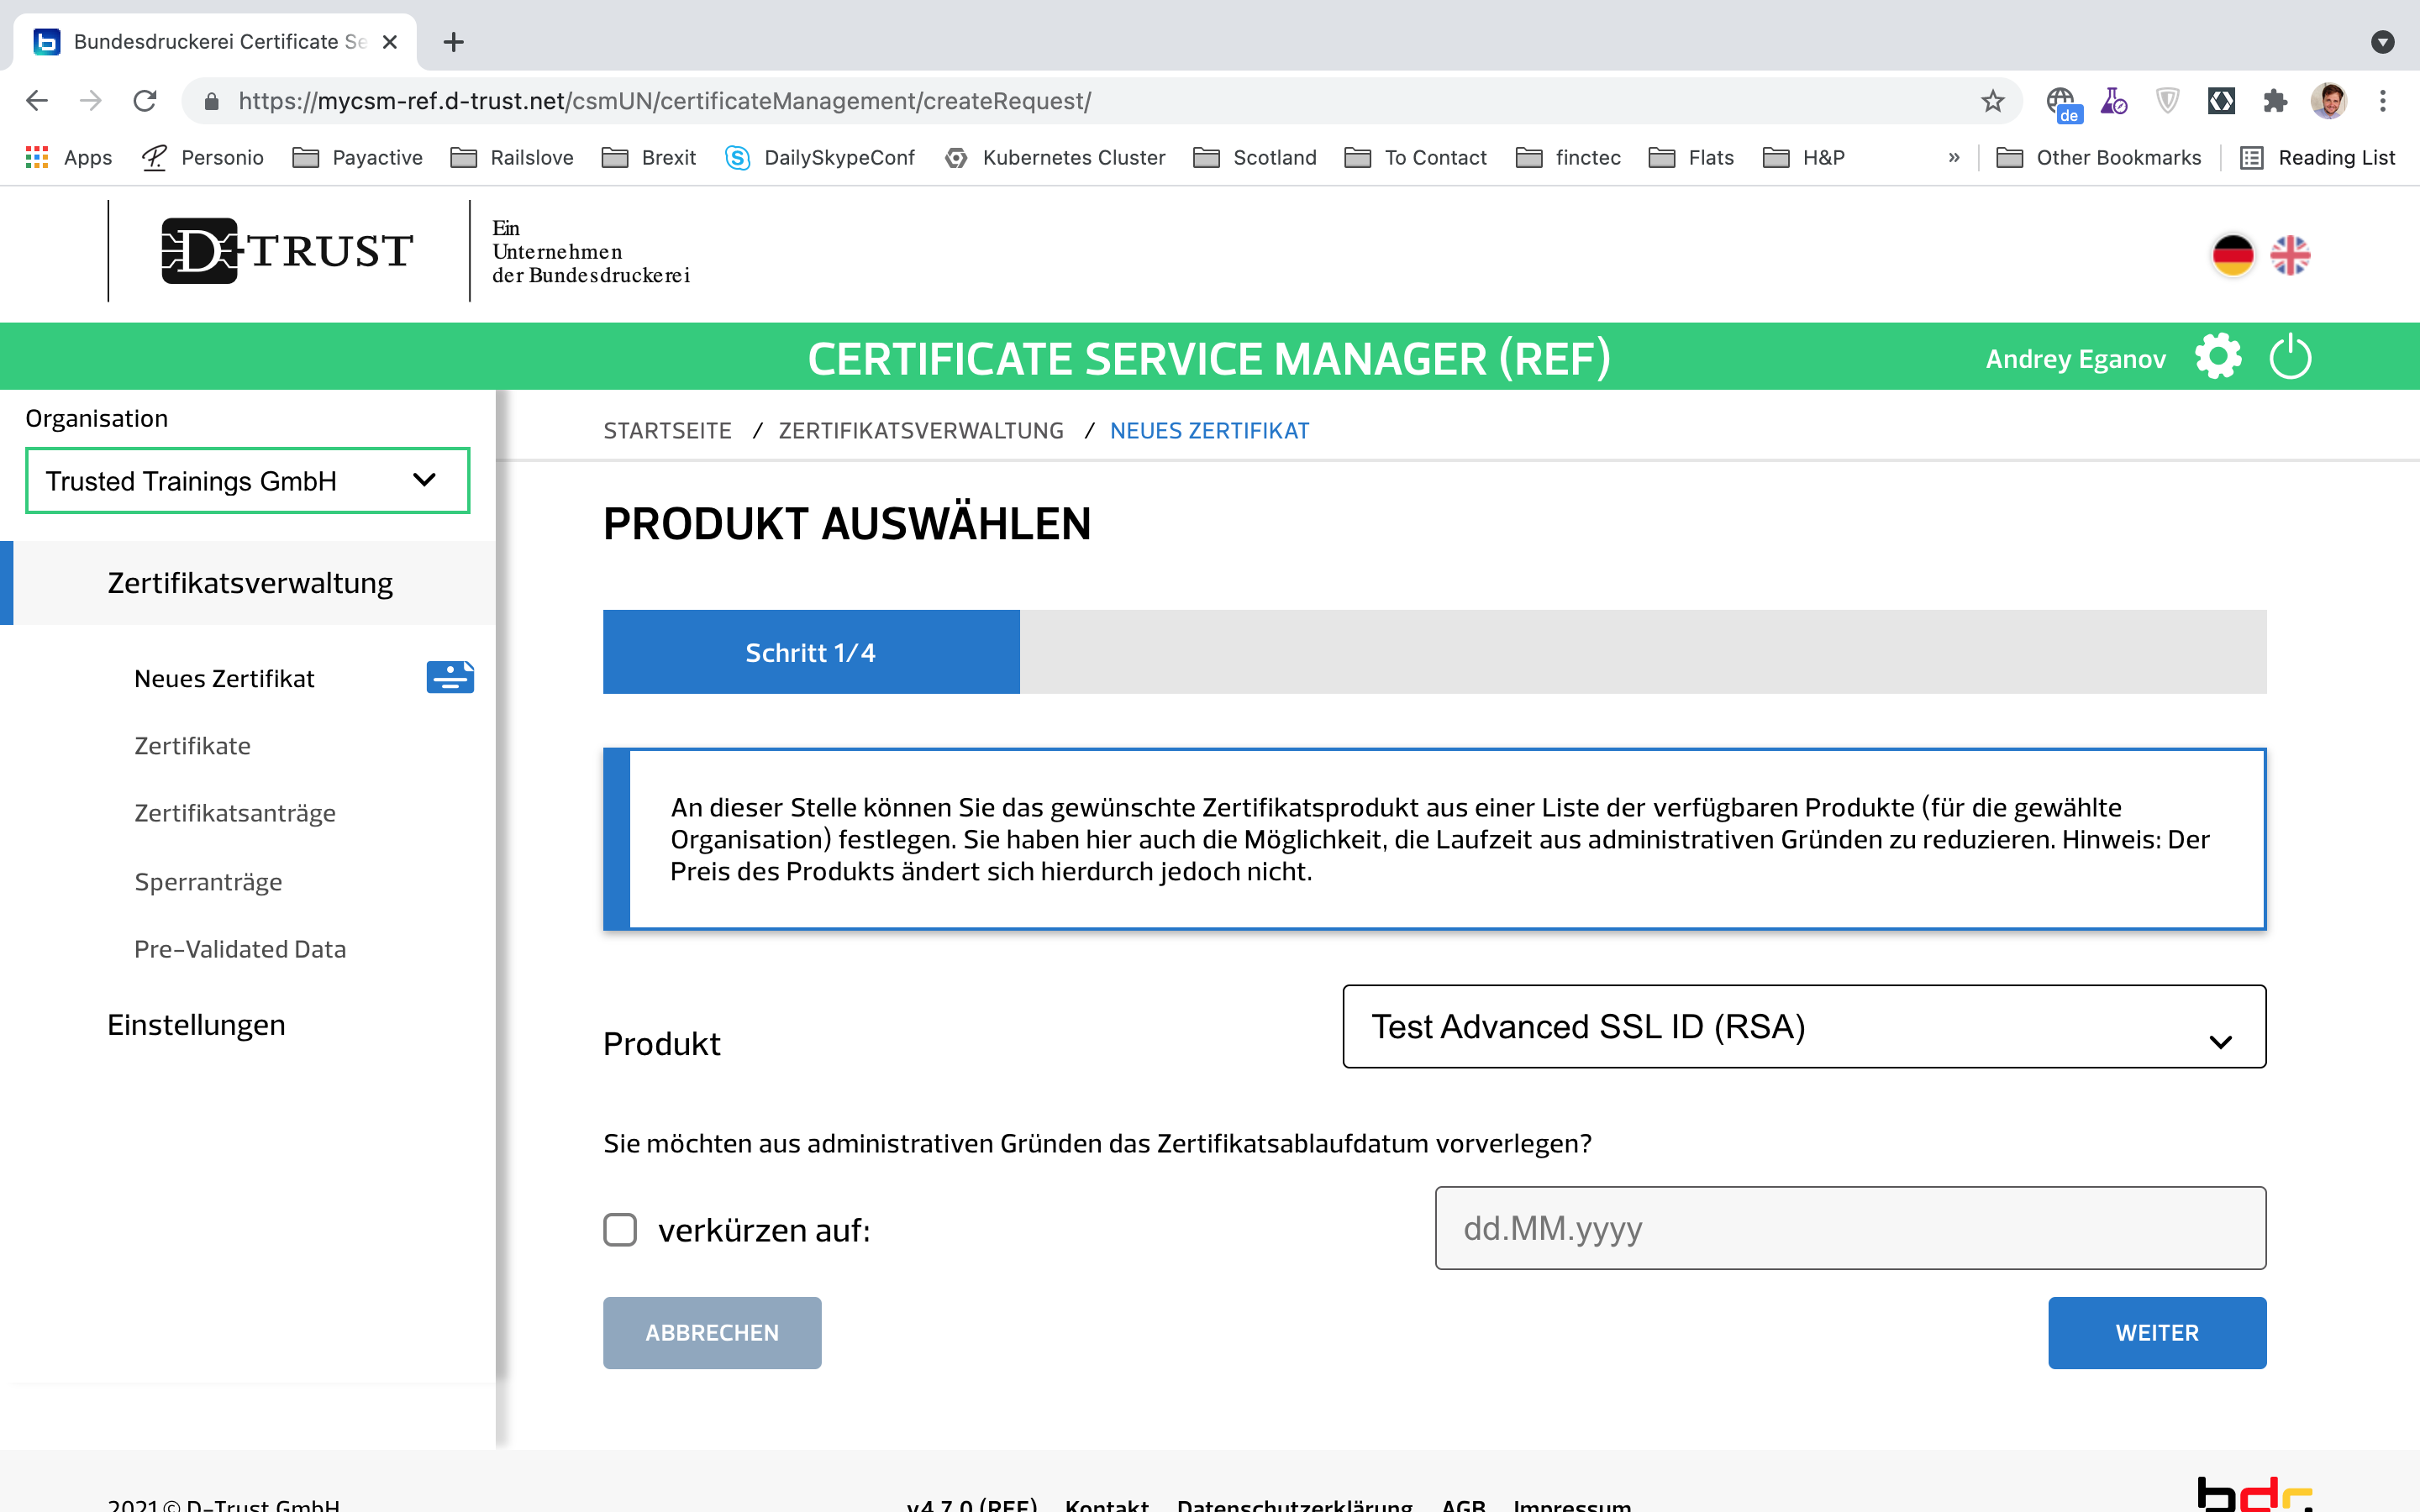 Bundesdruckerei Certificate Se
https://mycsm-ref.d-trust.net/csmUN/certificateManagement/createRequest/
de
Apps Personio Payactive Railslove Brexit DailySkypeConf Kubernetes Cluster Scotland To Contact finctec Flats H&P » Other Bookmarks Reading List
D-TRUST
Ein
Unternehmen
der Bundesdruckerei
CERTIFICATE SERVICE MANAGER (REF)
Andrey Eganov
Organisation
Trusted Trainings GmbH
Zertifikatsverwaltung
Neues Zertifikat
Zertifikate
Zertifikatsanträge
Sperranträge
Pre-Validated Data
Einstellungen
STARTSEITE / ZERTIFIKATSVERWALTUNG / NEUES ZERTIFIKAT
PRODUKT AUSWÄHLEN
Schritt 1/4
An dieser Stelle können Sie das gewünschte Zertifikatsprodukt aus einer Liste der verfügbaren Produkte (für die gewählte
Organisation) festlegen. Sie haben hier auch die Möglichkeit, die Laufzeit aus administrativen Gründen zu reduzieren. Hinweis: Der
Preis des Produkts ändert sich hierdurch jedoch nicht.
Produkt
Test Advanced SSL ID (RSA)
Sie möchten aus administrativen Gründen das Zertifikatsablaufdatum vorverlegen?
verkürzen auf:
dd.MM.yyyy
ABBRECHEN
WEITER
2021 © D-Trust GmbH
v4.7.0 (REF) Kontakt Datenschutzerklärung AGB Impressum
bdr.